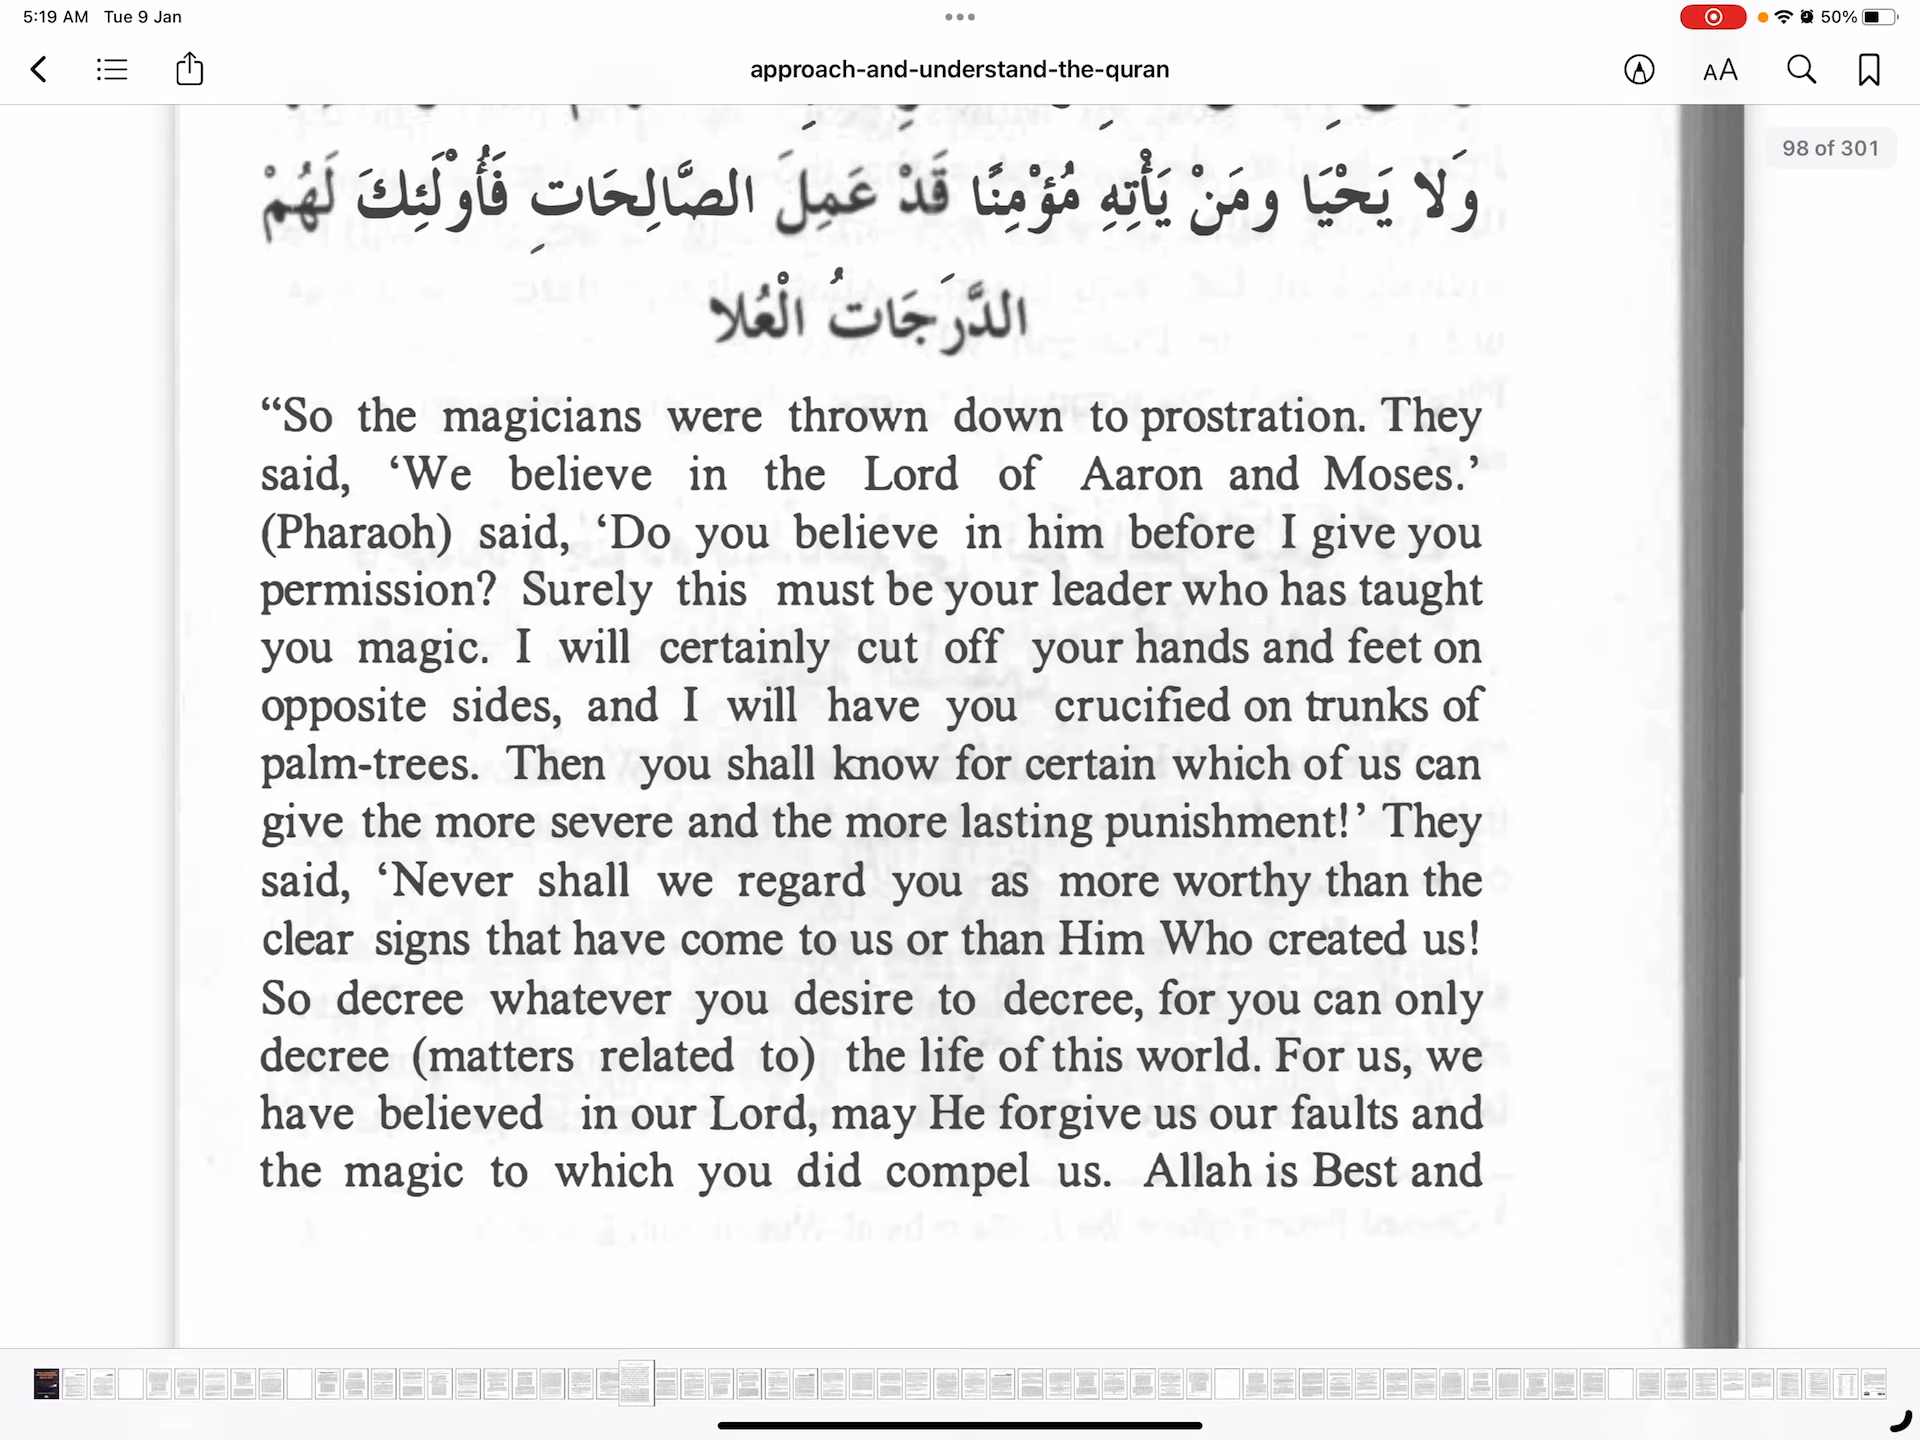 5:19 AM Tue 9 Jan
50%
approach-and-understand-the-quran
AA
98 of 301
وَلا يَحْيَا ومَنْ يَأْتِهِ مُؤْمِنًا قَدْ عَمِلَ الصَّالِحَاتِ فَأُوْلَئِكَ لَهُمْ
الدَّرَجَاتُ الْعُلا
“So the magicians were thrown down to prostration. They
said, ‘We believe in the Lord of Aaron and Moses.’
(Pharaoh) said, ‘Do you believe in him before I give you
permission? Surely this must be your leader who has taught
you magic. I will certainly cut off your hands and feet on
opposite sides, and I will have you crucified on trunks of
palm-trees. Then you shall know for certain which of us can
give the more severe and the more lasting punishment!’ They
said, ‘Never shall we regard you as more worthy than the
clear signs that have come to us or than Him Who created us!
So decree whatever you desire to decree, for you can only
decree (matters related to) the life of this world. For us, we
have believed in our Lord, may He forgive us our faults and
the magic to which you did compel us. Allah is Best and